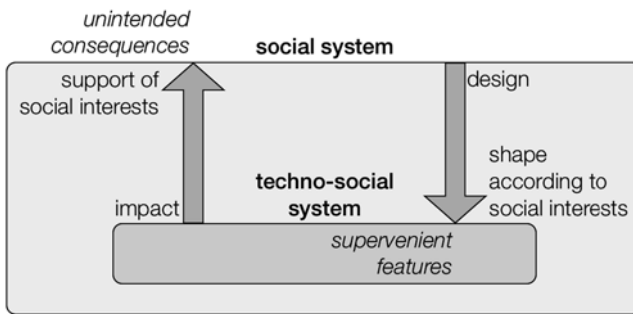 unintended
consequences
social system
support of
social interests
design
shape
according to
social interests
techno-social
system
impact
supervenient
features